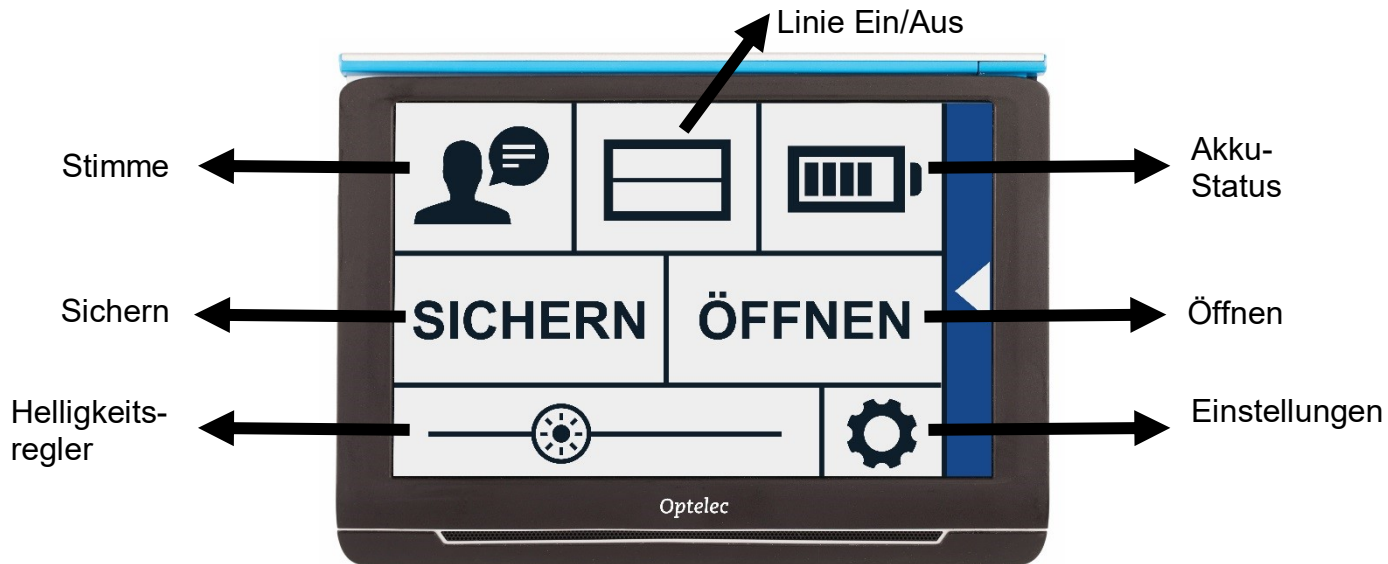 Linie Ein/Aus
Stimme
Akku-
Status
Sichern
SICHERN
ÖFFNEN
Öffnen
Helligkeits-
regler
Einstellungen
Optelec